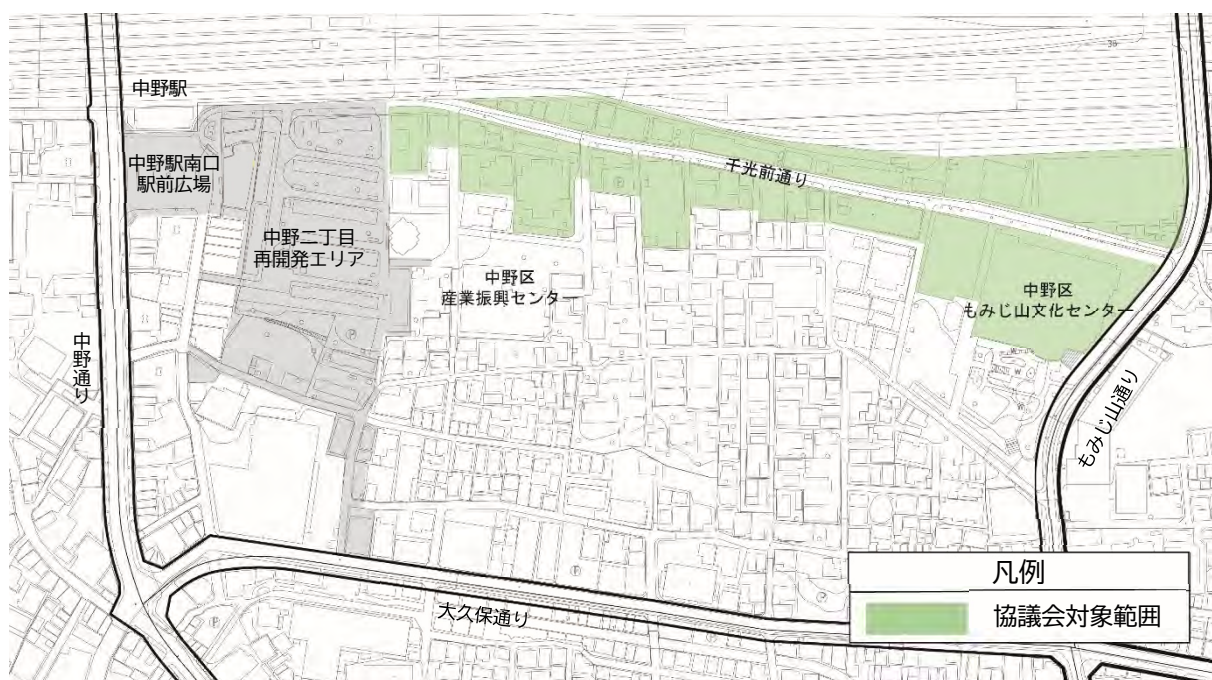 中野駅
中野駅南口
駅前広場
千光前通り
中野二丁目
再開発エリア
中野区
産業振興センター
中野区
もみじ山文化センター
中野通り
もみじ山通り
大久保通り
凡例
協議会対象範囲